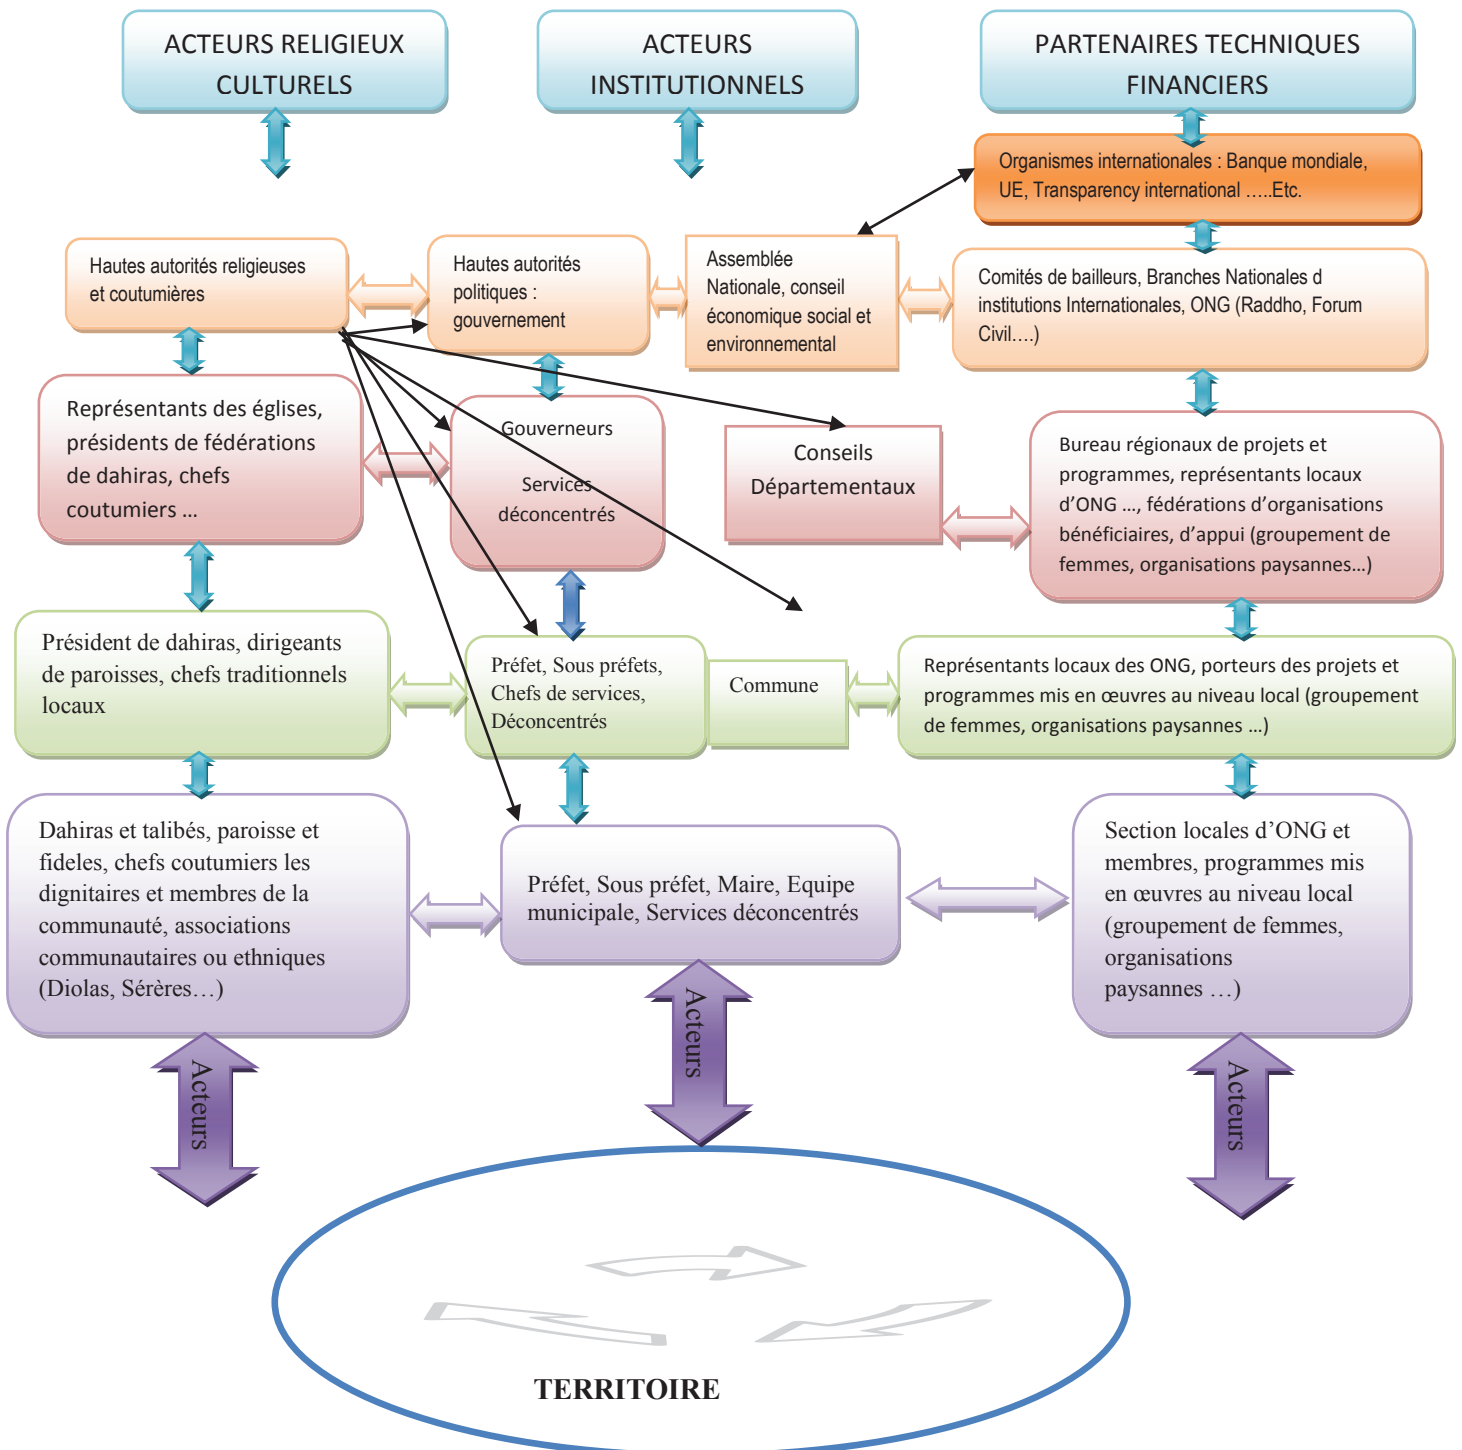 ACTEURS RELIGIEUX
CULTURELS
ACTEURS
INSTITUTIONNELS
PARTENAIRES TECHNIQUES
FINANCIERS
Organismes internationales : Banque mondiale,
UE, Transparency international …..Etc.
Hautes autorités religieuses
et coutumières
Hautes autorités
politiques :
gouvernement
Assemblée
Nationale, conseil
économique social et
environnemental
Comités de bailleurs, Branches Nationales d
institutions Internationales, ONG (Raddho, Forum
Civil….)
Représentants des églises,
présidents de fédérations
de dahiras, chefs
coutumiers …
Gouverneurs
Services
déconcentrés
Conseils
Départementaux
Bureau régionaux de projets et
programmes, représentants locaux
d’ONG …, fédérations d’organisations
bénéficiaires, d’appui (groupement de
femmes, organisations paysannes…)
Président de dahiras, dirigeants
de paroisses, chefs traditionnels
locaux
Préfet, Sous préfets,
Chefs de services,
Déconcentrés
Commune
Représentants locaux des ONG, porteurs des projets et
programmes mis en œuvres au niveau local (groupement
de femmes, organisations paysannes …)
Dahiras et talibés, paroisse et
fideles, chefs coutumiers les
dignitaires et membres de la
communauté, associations
communautaires ou ethniques
(Diolas, Sérères…)
Préfet, Sous préfet, Maire, Equipe
municipale, Services déconcentrés
Section locales d’ONG et
membres, programmes mis
en œuvres au niveau local
(groupement de femmes,
organisations
paysannes …)
Acteurs
Acteurs
Acteurs
TERRITOIRE